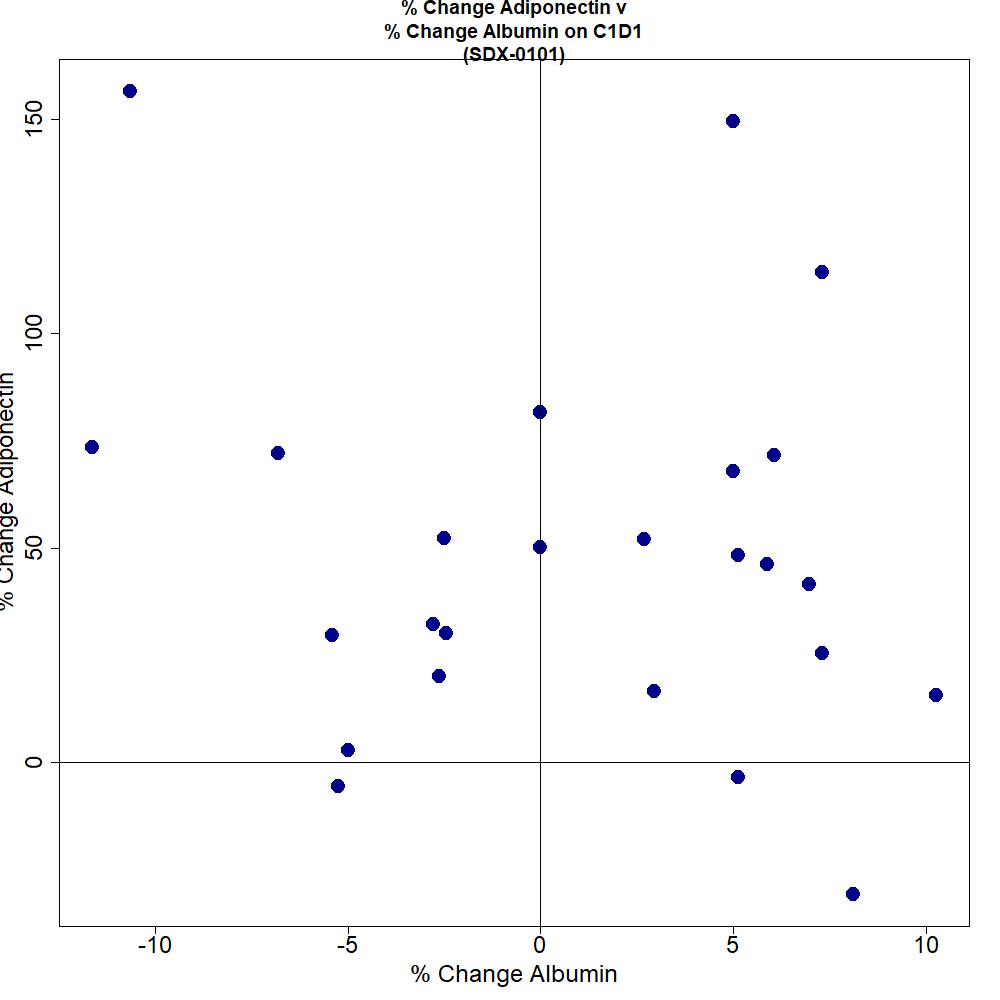 % Change Adiponectin v
% Change Albumin on C1D1
(SDX-0101)
150
100
50
0
% Change Adiponectin
-10
-5
0
5
10
% Change Albumin